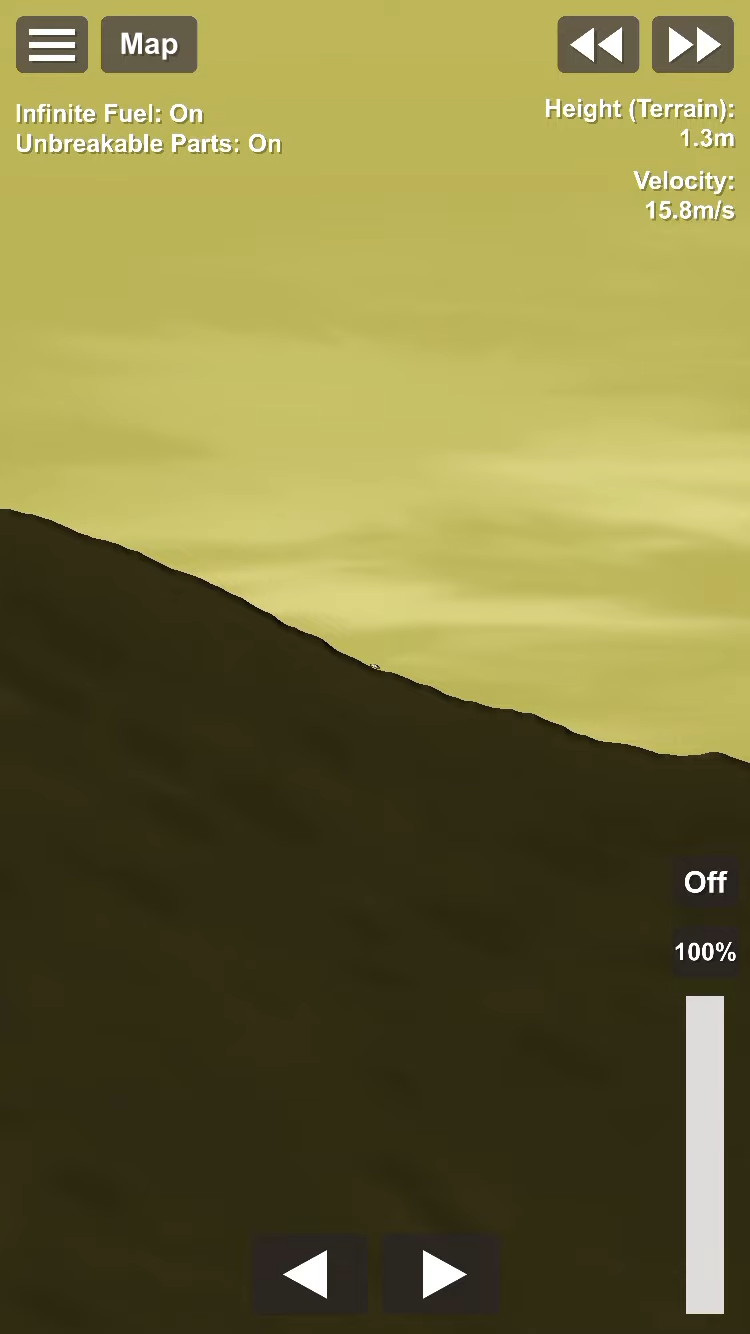 Map
Infinite Fuel: On
Unbreakable Parts: On
Height (Terrain):
1.3m
Velocity:
15.8m/s
Off
100%